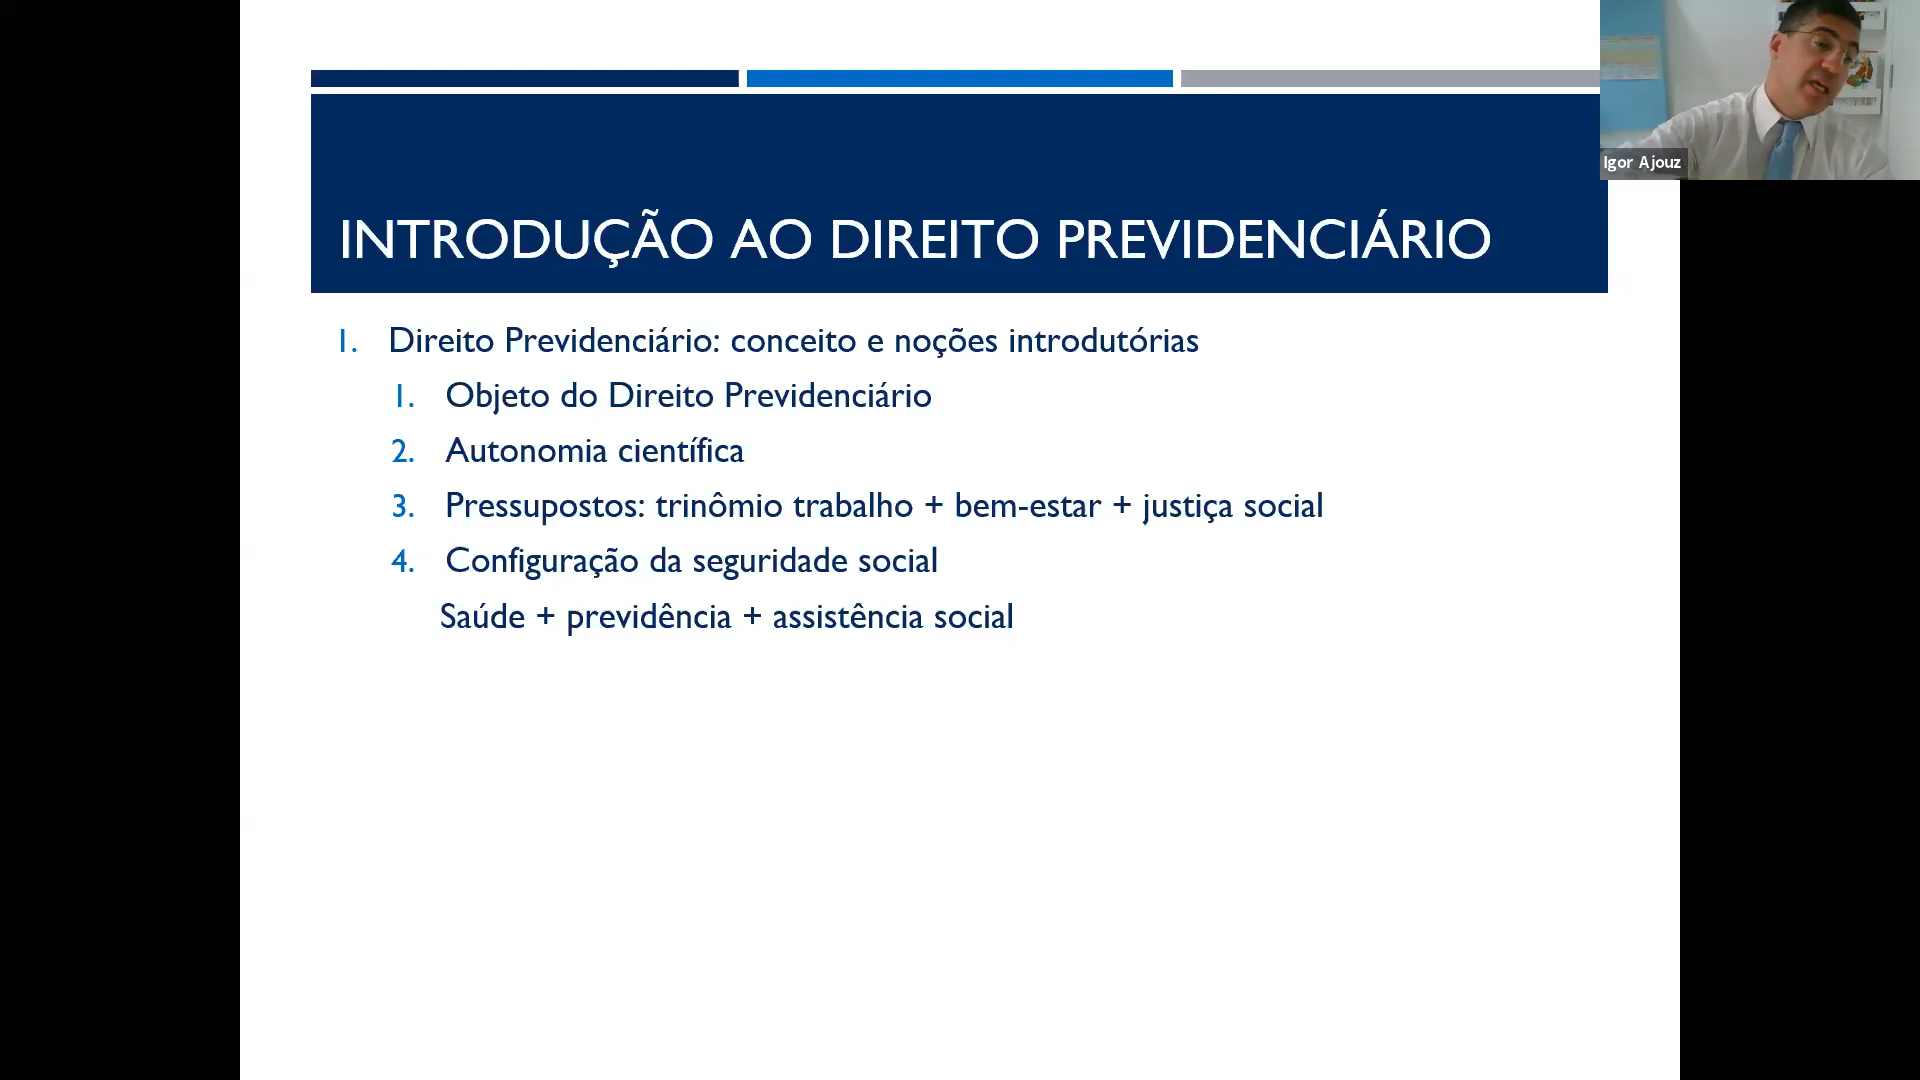 INTRODUÇÃO AO DIREITO PREVIDENCIÁRIO
1. Direito Previdenciário: conceito e noções introdutórias
1. Objeto do Direito Previdenciário
2. Autonomia científica
3. Pressupostos: trinômio trabalho + bem-estar + justiça social
4. Configuração da seguridade social
Saúde + previdência + assistência social
Igor Ajouz